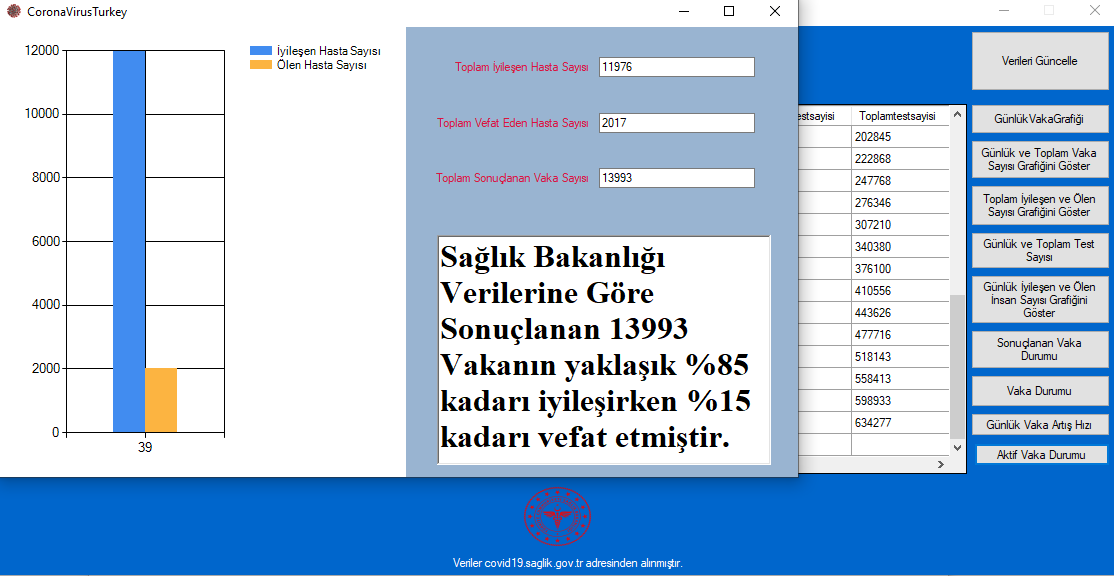 CoronaVirusTurkey
12000
10000
8000
6000
4000
2000
0
39
İyileşen Hasta Sayısı
Ölen Hasta Sayısı
Toplam İyileşen Hasta Sayısı 11976
Toplam Vefat Eden Hasta Sayısı 2017
Toplam Sonuçlanan Vaka Sayısı 13993
Sağlık Bakanlığı
Verilerine Göre
Sonuçlanan 13993
Vakanın yaklaşık %85
kadarı iyileşirken %15
kadarı vefat etmiştir.
estsayisi Toplamtestsayisi
202845
222868
247768
276346
307210
340380
376100
410556
443626
477716
518143
558413
598933
634277
Verileri Güncelle
GünlükVakaGrafiği
Günlük ve Toplam Vaka
Sayısı Grafiğini Göster
Toplam İyileşen ve Ölen
Sayısı Grafiğini Göster
Günlük ve Toplam Test
Sayısı
Günlük İyileşen ve Ölen
İnsan Sayısı Grafiğini
Göster
Sonuçlanan Vaka
Durumu
Vaka Durumu
Günlük Vaka Artış Hızı
Aktif Vaka Durumu
Veriler covid19.saglik.gov.tr adresinden alınmıştır.